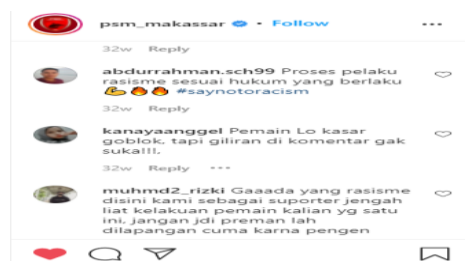 psm_makassar • Follow
32w Reply
abdurrahman.sch99 Proses pelaku
rasisme sesuai hukum yang berlaku
💪🔥🔥 #saynotoracism
32w Reply
kanayaanggel Pemain Lo kasar
goblok, tapi giliran di komentar gak
suka!!!.
32w Reply
muhmd2_rizki Gaaada yang rasisme
disini kami sebagai suporter jengah
liat kelakuan pemain kalian yg satu
ini, jangan jdi preman lah
dilapangan cuma karna pengen